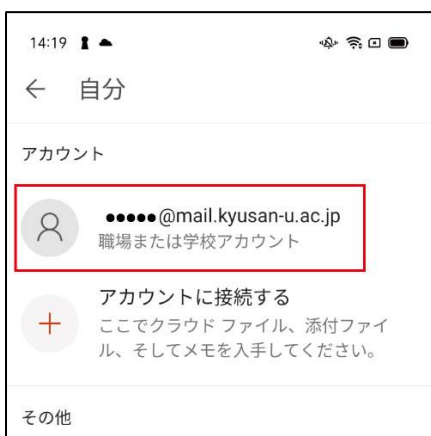 14:19
← 自分
アカウント
●●●●●@mail.kyusan-u.ac.jp
職場または学校アカウント
アカウントに接続する
ここでクラウド ファイル、添付ファイ
ル、そしてメモを入手してください。
その他